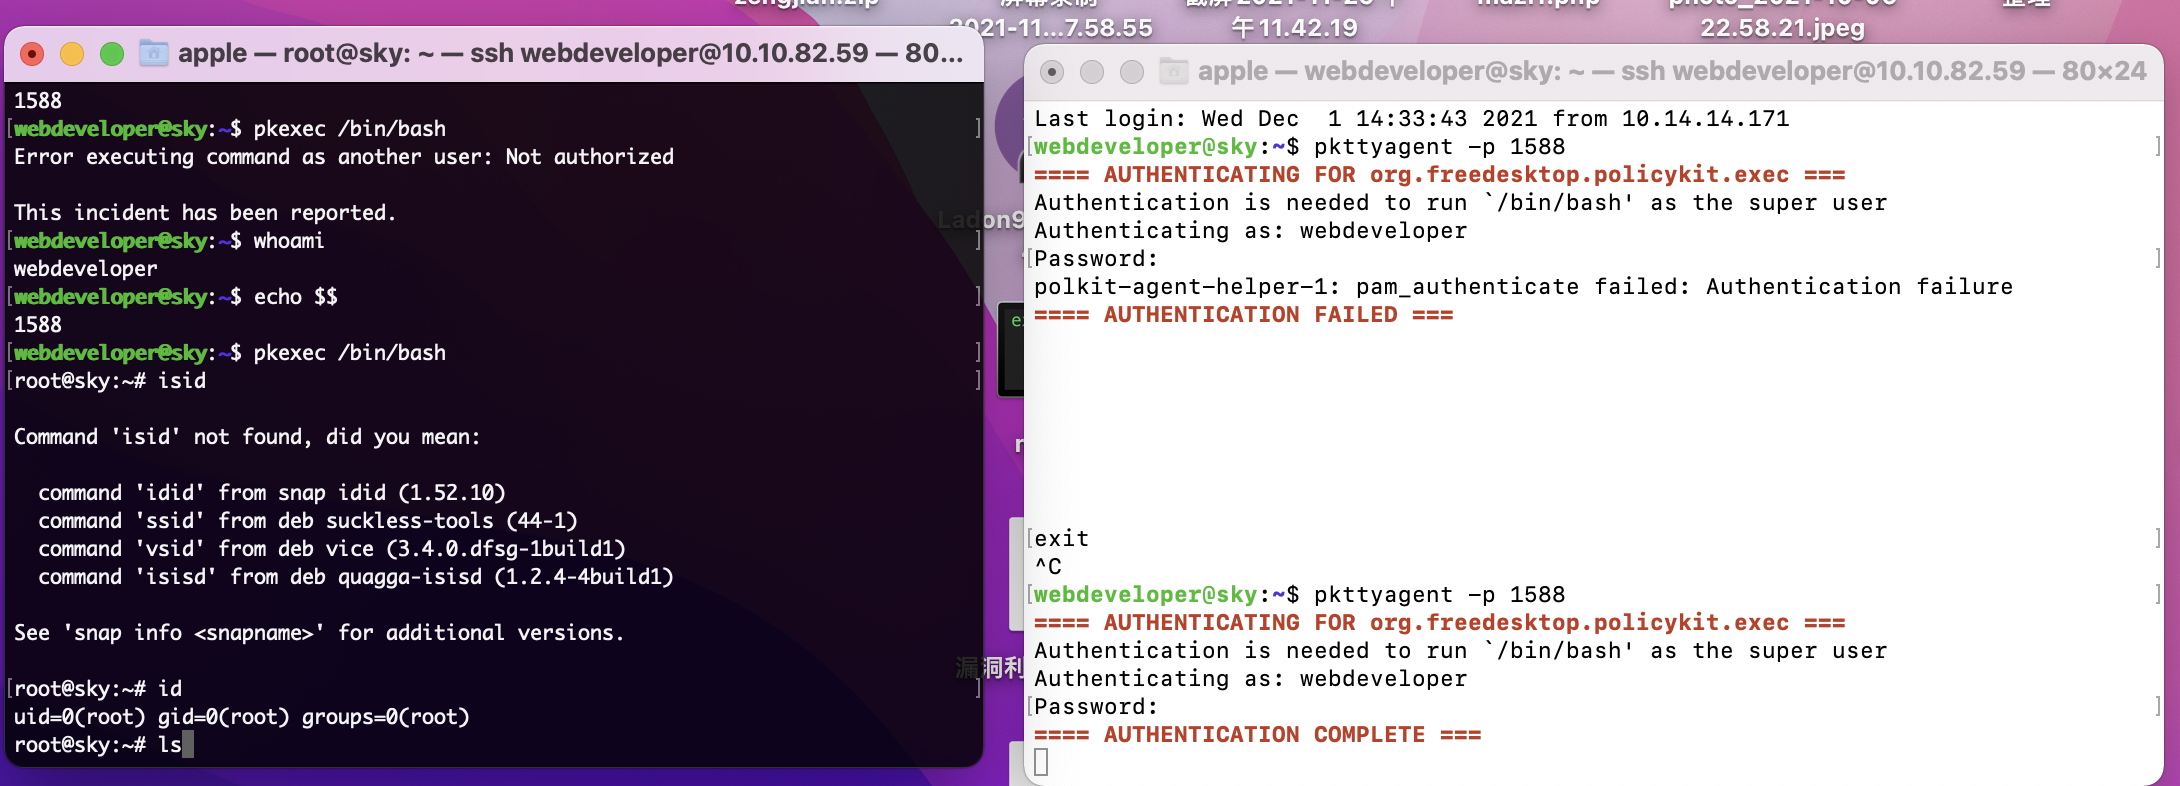 午11.42.19
2021-11...7.58.55
22.58.21.jpeg
apple — root@sky: ~ — ssh webdeveloper@10.10.82.59 — 80...
1588
webdeveloper@sky:~$ pkexec /bin/bash
Error executing command as another user: Not authorized
This incident has been reported.
webdeveloper@sky:~$ whoami
webdeveloper
webdeveloper@sky:~$ echo $$
1588
webdeveloper@sky:~$ pkexec /bin/bash
root@sky:~# isid
Command 'isid' not found, did you mean:
command 'idid' from snap idid (1.52.10)
command 'ssid' from deb suckless-tools (44-1)
command 'vsid' from deb vice (3.4.0.dfsg-1build1)
command 'isisd' from deb quagga-isisd (1.2.4-4build1)
See 'snap info <snapname>' for additional versions.
root@sky:~# id
uid=0(root) gid=0(root) groups=0(root)
root@sky:~# ls
Ladon9
漏洞利
apple — webdeveloper@sky: ~ — ssh webdeveloper@10.10.82.59 — 80×24
Last login: Wed Dec  1 14:33:43 2021 from 10.14.14.171
webdeveloper@sky:~$ pkttyagent -p 1588
==== AUTHENTICATING FOR org.freedesktop.policykit.exec ===
Authentication is needed to run `/bin/bash' as the super user
Authenticating as: webdeveloper
Password:
polkit-agent-helper-1: pam_authenticate failed: Authentication failure
==== AUTHENTICATION FAILED ===
exit
^C
webdeveloper@sky:~$ pkttyagent -p 1588
==== AUTHENTICATING FOR org.freedesktop.policykit.exec ===
Authentication is needed to run `/bin/bash' as the super user
Authenticating as: webdeveloper
Password:
==== AUTHENTICATION COMPLETE ===